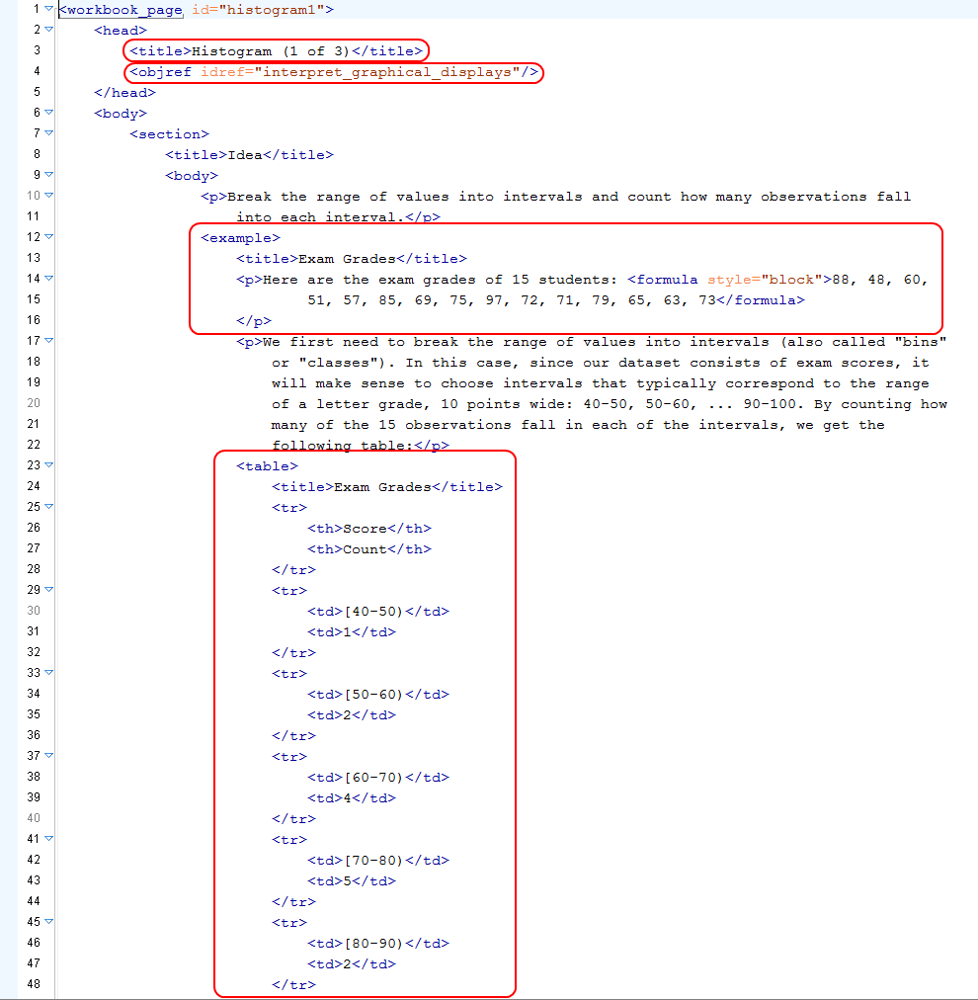 1 <workbook_page id="histogram1">
2 <head>
3 <title>Histogram (1 of 3)</title>
4 <objref idref="interpret_graphical_displays"/>
5 </head>
6 <body>
7 <section>
8 <title>Idea</title>
9 <body>
10 <p>Break the range of values into intervals and count how many observations fall
11 into each interval.</p>
12 <example>
13 <title>Exam Grades</title>
14 <p>Here are the exam grades of 15 students: <formula style="block">88, 48, 60,
15 51, 57, 85, 69, 75, 97, 72, 71, 79, 65, 63, 73</formula>
16 </p>
17 <p>We first need to break the range of values into intervals (also called "bins"
18 or "classes"). In this case, since our dataset consists of exam scores, it
19 will make sense to choose intervals that typically correspond to the range
20 of a letter grade, 10 points wide: 40-50, 50-60, ... 90-100. By counting how
21 many of the 15 observations fall in each of the intervals, we get the
22 following table:</p>
23 <table>
24 <title>Exam Grades</title>
25 <tr>
26 <th>Score</th>
27 <th>Count</th>
28 </tr>
29 <tr>
30 <td>[40-50)</td>
31 <td>1</td>
32 </tr>
33 <tr>
34 <td>[50-60)</td>
35 <td>2</td>
36 </tr>
37 <tr>
38 <td>[60-70)</td>
39 <td>4</td>
40 </tr>
41 <tr>
42 <td>[70-80)</td>
43 <td>5</td>
44 </tr>
45 <tr>
46 <td>[80-90)</td>
47 <td>2</td>
48 </tr>